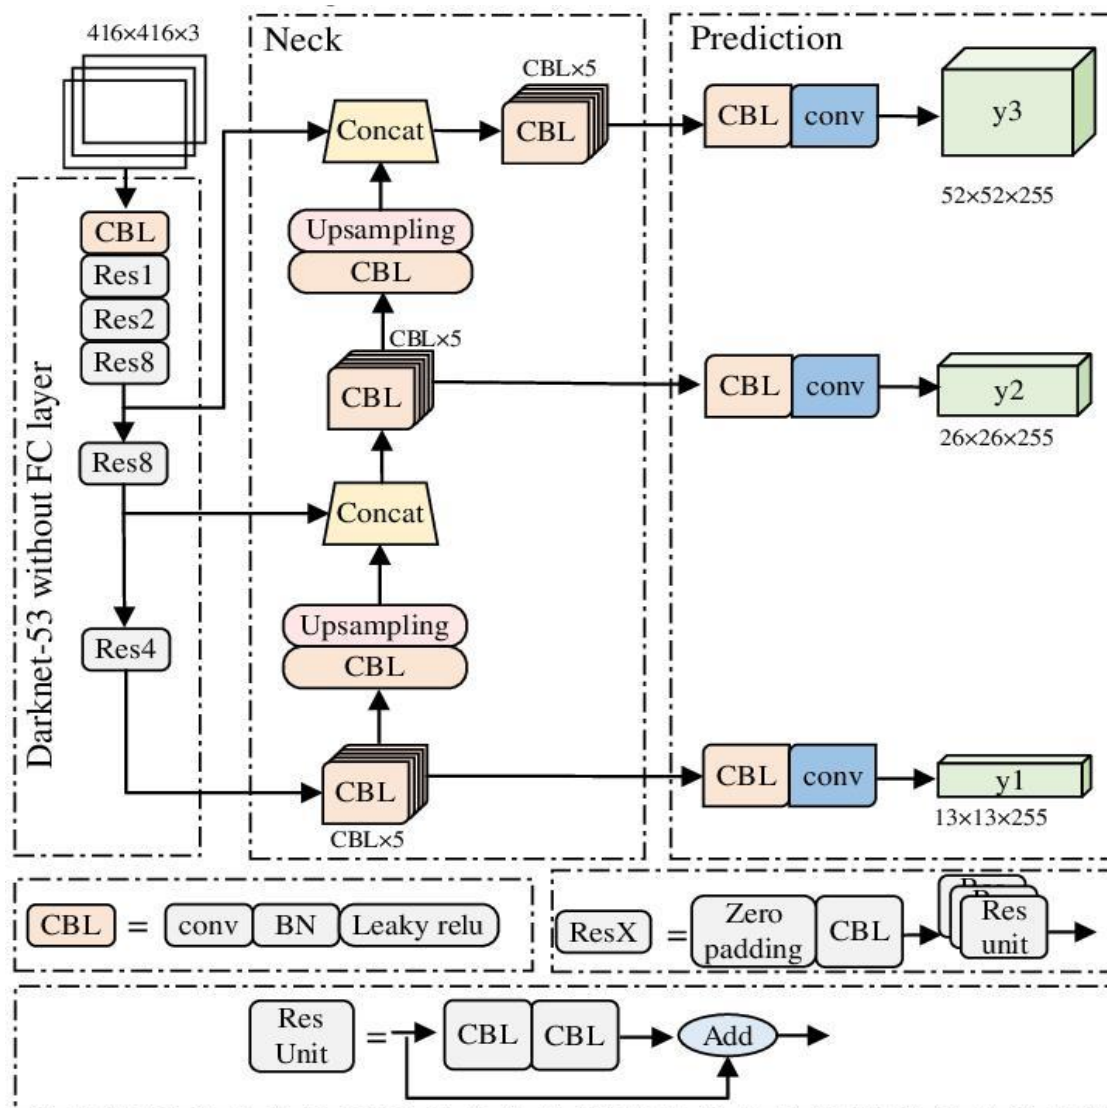 416×416×3
Neck
Prediction
CBL×5
CBL
Concat
CBL
conv
y3
52×52×255
CBL
Res1
Res2
Res8
Upsampling
CBL
CBL×5
CBL
CBL
conv
y2
26×26×255
Res8
Concat
Darknet-53 without FC layer
Res4
Upsampling
CBL
CBL
CBL×5
CBL
conv
y1
13×13×255
CBL = conv BN Leaky relu
ResX = Zero padding CBL Res unit
Res Unit = CBL CBL Add